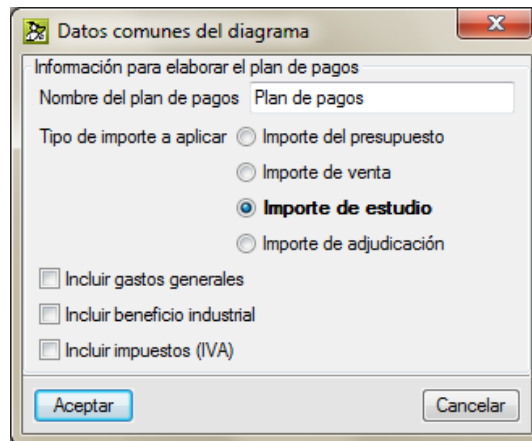 Datos comunes del diagrama
Información para elaborar el plan de pagos
Nombre del plan de pagos Plan de pagos
Tipo de importe a aplicar Importe del presupuesto
Importe de venta
Importe de estudio
Importe de adjudicación
Incluir gastos generales
Incluir beneficio industrial
Incluir impuestos (IVA)
Aceptar Cancelar